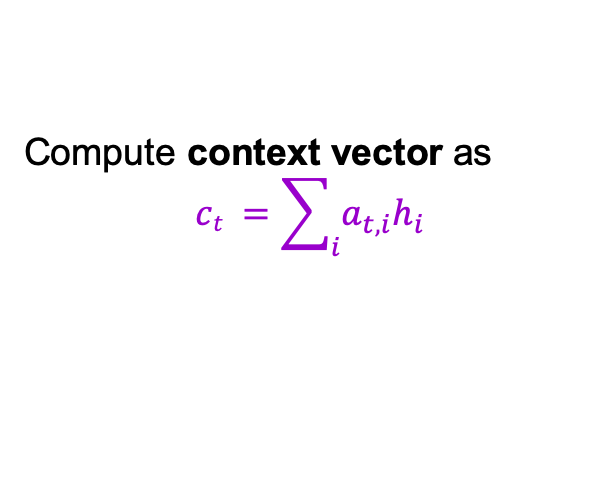 Compute context vector as
c_t = ∑_i a_{t,i} h_i